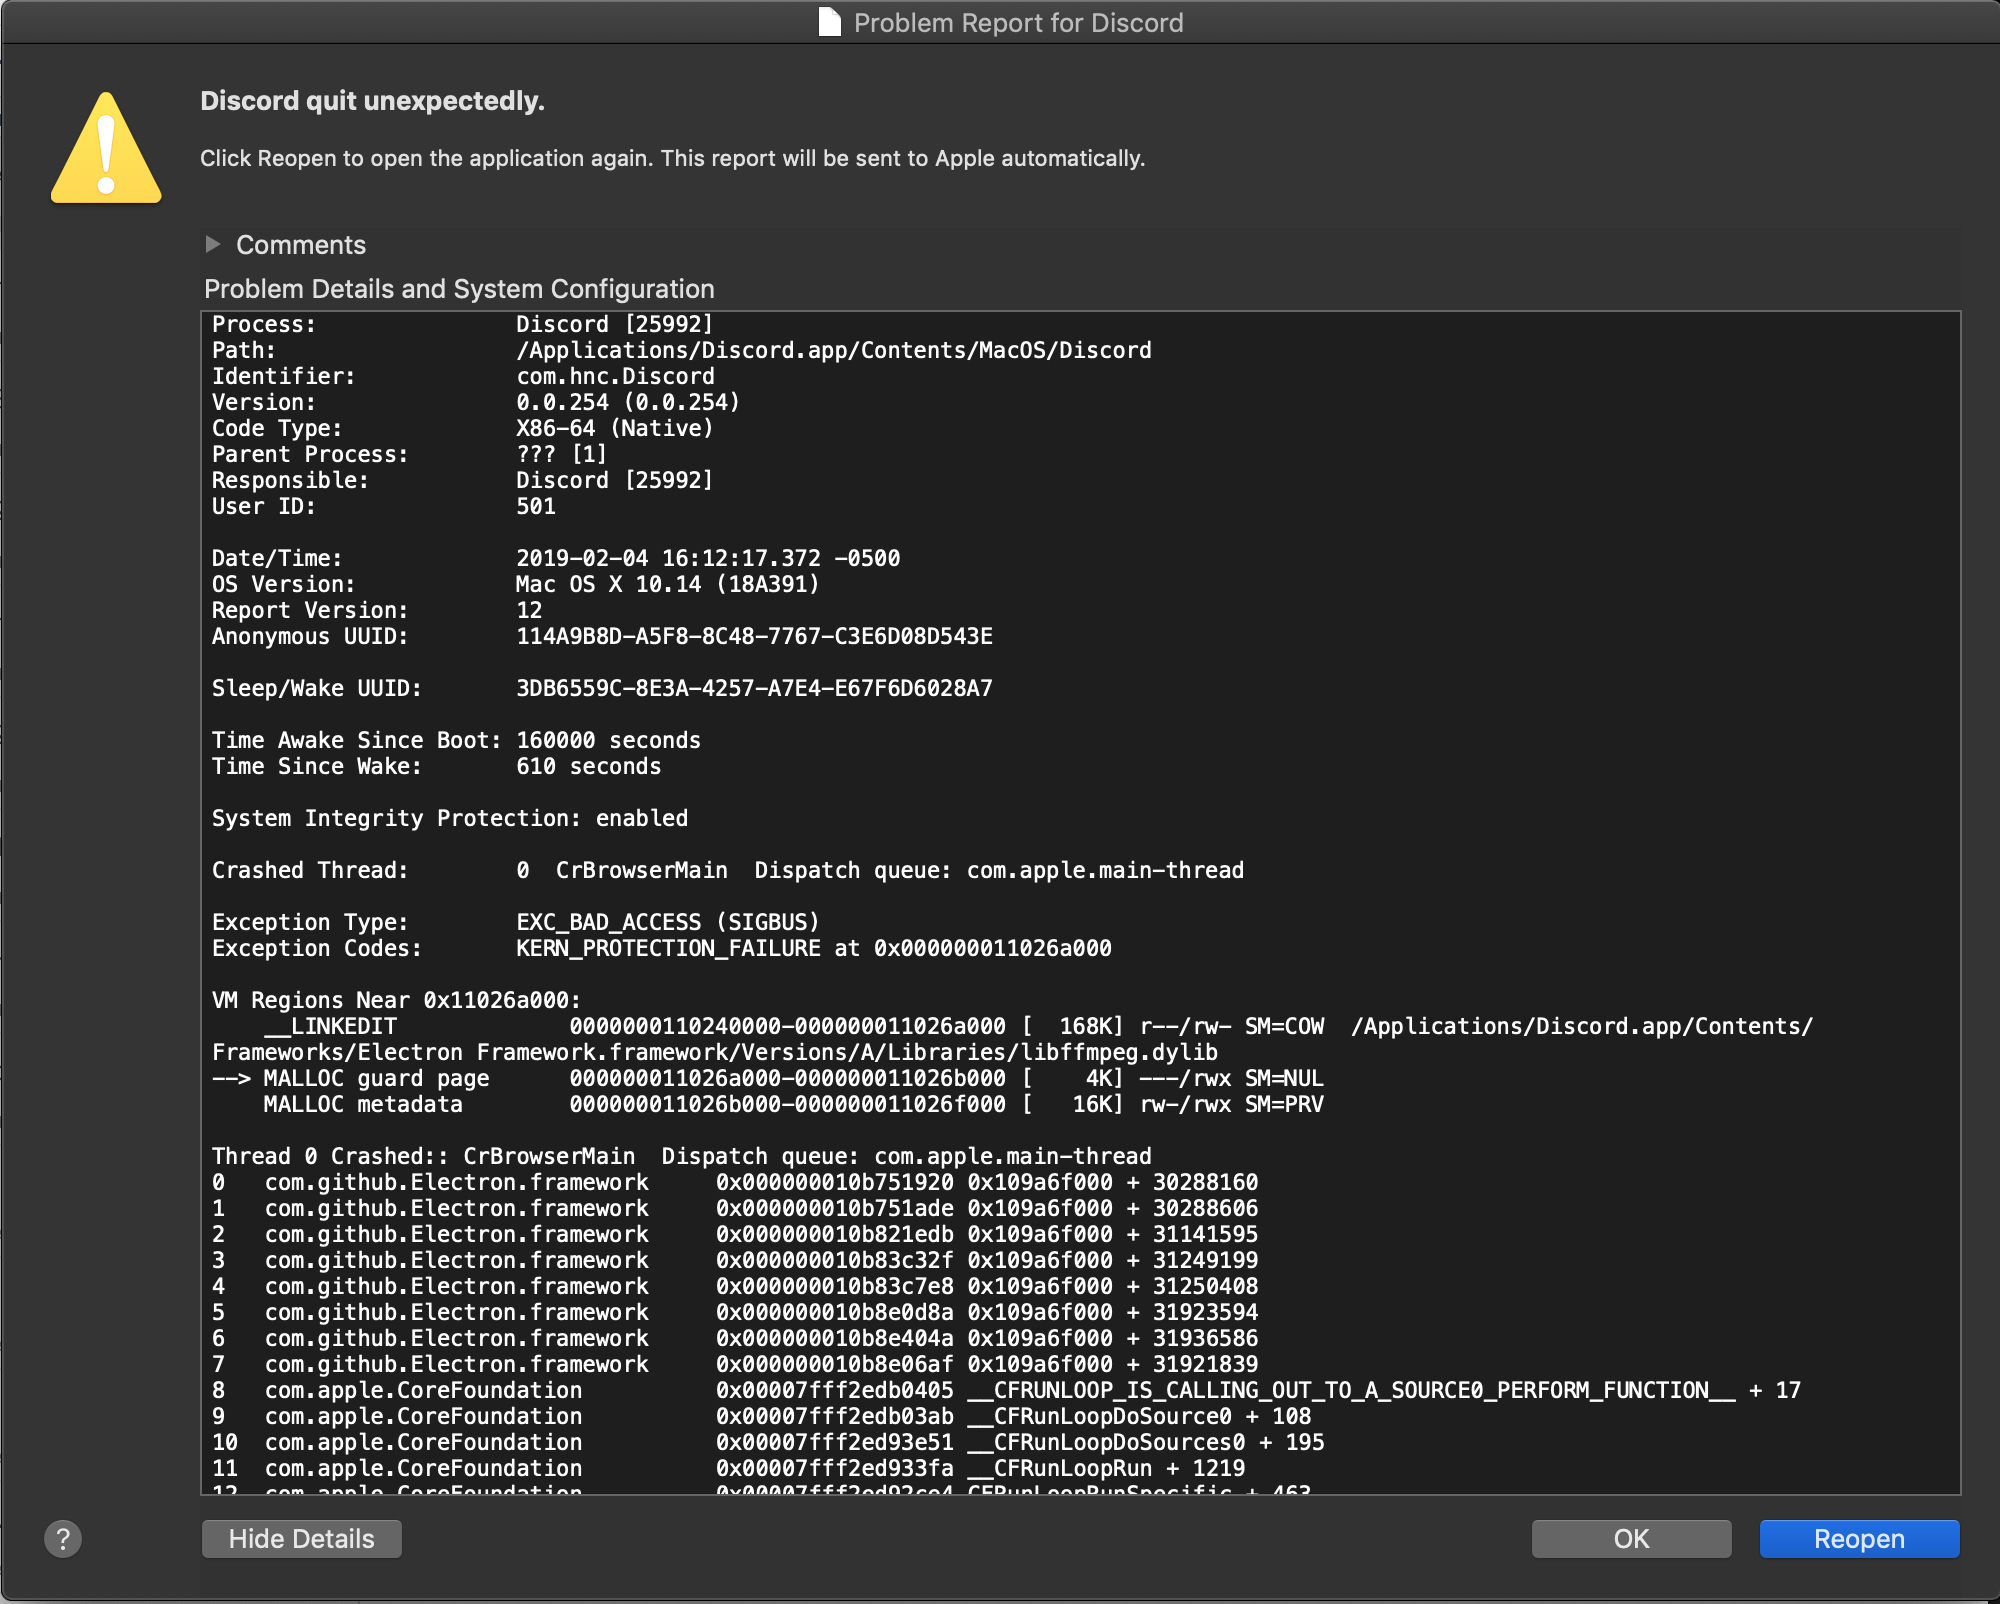 Problem Report for Discord
Discord quit unexpectedly.
Click Reopen to open the application again. This report will be sent to Apple automatically.
Comments
Problem Details and System Configuration
Process: Discord [25992]
Path: /Applications/Discord.app/Contents/MacOS/Discord
Identifier: com.hnc.Discord
Version: 0.0.254 (0.0.254)
Code Type: X86-64 (Native)
Parent Process: ??? [1]
Responsible: Discord [25992]
User ID: 501
Date/Time: 2019-02-04 16:12:17.372 -0500
OS Version: Mac OS X 10.14 (18A391)
Report Version: 12
Anonymous UUID: 114A9B8D-A5F8-8C48-7767-C3E6D08D543E
Sleep/Wake UUID: 3DB6559C-8E3A-4257-A7E4-E67F6D6028A7
Time Awake Since Boot: 160000 seconds
Time Since Wake: 610 seconds
System Integrity Protection: enabled
Crashed Thread: 0 CrBrowserMain Dispatch queue: com.apple.main-thread
Exception Type: EXC_BAD_ACCESS (SIGBUS)
Exception Codes: KERN_PROTECTION_FAILURE at 0x000000011026a000
VM Regions Near 0x11026a000:
__LINKEDIT 0000000110240000-000000011026a000 [ 168K] r--/rw- SM=COW /Applications/Discord.app/Contents/
Frameworks/Electron Framework.framework/Versions/A/Libraries/libffmpeg.dylib
--> MALLOC guard page 000000011026a000-000000011026b000 [ 4K] ---/rwx SM=NUL
MALLOC metadata 000000011026b000-000000011026f000 [ 16K] rw-/rwx SM=PRV
Thread 0 Crashed:: CrBrowserMain Dispatch queue: com.apple.main-thread
0 com.github.Electron.framework 0x000000010b751920 0x109a6f000 + 30288160
1 com.github.Electron.framework 0x000000010b751ade 0x109a6f000 + 30288606
2 com.github.Electron.framework 0x000000010b821edb 0x109a6f000 + 31141595
3 com.github.Electron.framework 0x000000010b83c32f 0x109a6f000 + 31249199
4 com.github.Electron.framework 0x000000010b83c7e8 0x109a6f000 + 31250408
5 com.github.Electron.framework 0x000000010b8e0d8a 0x109a6f000 + 31923594
6 com.github.Electron.framework 0x000000010b8e404a 0x109a6f000 + 31936586
7 com.github.Electron.framework 0x000000010b8e06af 0x109a6f000 + 31921839
8 com.apple.CoreFoundation 0x00007fff2edb0405 __CFRUNLOOP_IS_CALLING_OUT_TO_A_SOURCE0_PERFORM_FUNCTION__ + 17
9 com.apple.CoreFoundation 0x00007fff2edb03ab __CFRunLoopDoSource0 + 108
10 com.apple.CoreFoundation 0x00007fff2ed93e51 __CFRunLoopDoSources0 + 195
11 com.apple.CoreFoundation 0x00007fff2ed933fa __CFRunLoopRun + 1219
12 com.apple.CoreFoundation 0x00007fff2ed92ce4 CFRunLoopRunSpecific + 463
?
Hide Details
OK
Reopen